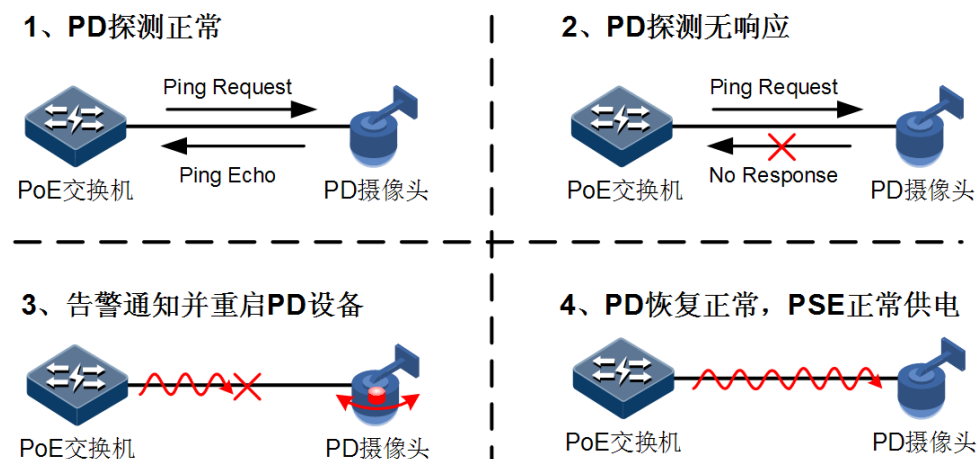 1、PD探测正常
Ping Request
Ping Echo
PoE交换机
PD摄像头
2、PD探测无响应
Ping Request
No Response
PoE交换机
PD摄像头
3、告警通知并重启PD设备
PoE交换机
PD摄像头
4、PD恢复正常，PSE正常供电
PoE交换机
PD摄像头